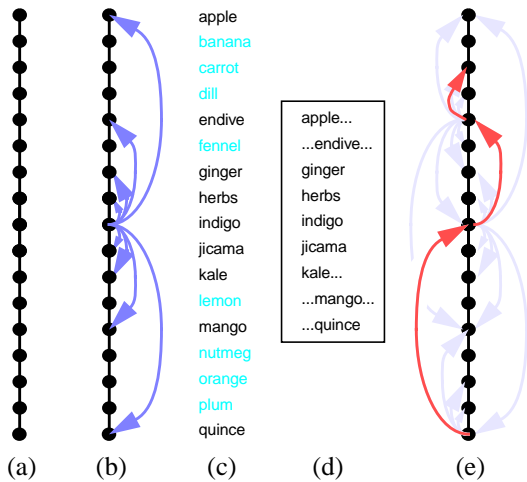 apple
banana
carrot
dill
endive
fennel
ginger
herbs
indigo
jicama
kale
lemon
mango
nutmeg
orange
plum
quince
apple...
...endive...
ginger
herbs
indigo
jicama
kale...
...mango...
...quince
(a) (b) (c) (d) (e)